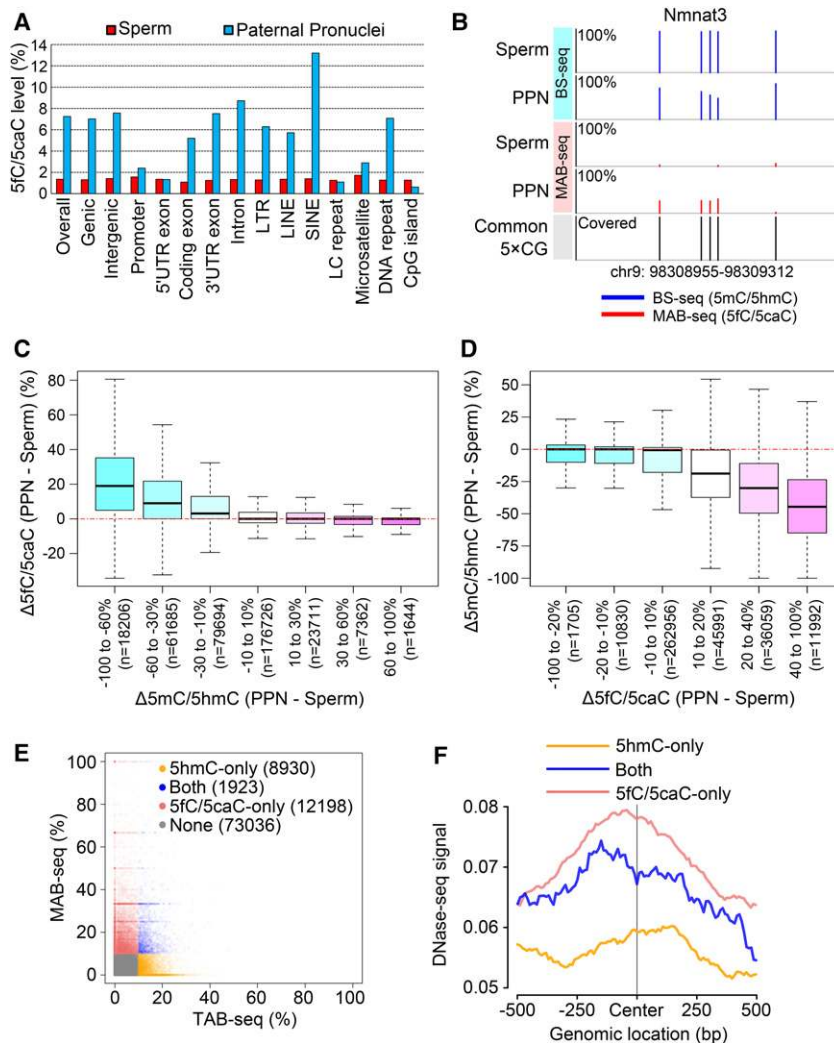 A
Sperm
Paternal Pronuclei
5fC/5caC level (%)
14
12
10
8
6
4
2
0
Overall
Genic
Intergenic
Promoter
5'UTR exon
Coding exon
3'UTR exon
Intron
LTR
LINE
SINE
LC repeat
Microsatellite
DNA repeat
CpG island
B
Nmnat3
Sperm
100%
PPN
100%
BS-seq
Sperm
100%
PPN
100%
MAB-seq
Common
5×CG
Covered
chr9: 98308955-98309312
BS-seq (5mC/5hmC)
MAB-seq (5fC/5caC)
C
Δ5fC/5caC (PPN - Sperm) (%)
80
60
40
20
0
-20
-100 to -60%
(n=18206)
-60 to -30%
(n=61685)
-30 to -10%
(n=79694)
-10 to 10%
(n=176726)
10 to 30%
(n=23711)
30 to 60%
(n=7362)
60 to 100%
(n=1644)
Δ5mC/5hmC (PPN - Sperm)
D
Δ5mC/5hmC (PPN - Sperm) (%)
50
25
0
-25
-50
-75
-100
-100 to -20%
(n=1705)
-20 to -10%
(n=10830)
-10 to 10%
(n=262956)
10 to 20%
(n=45991)
20 to 40%
(n=36059)
40 to 100%
(n=11992)
Δ5fC/5caC (PPN - Sperm)
E
MAB-seq (%)
100
80
60
40
20
0
5hmC-only (8930)
Both (1923)
5fC/5caC-only (12198)
None (73036)
0 20 40 60 80 100
TAB-seq (%)
F
5hmC-only
Both
5fC/5caC-only
DNase-seq signal
0.08
0.07
0.06
0.05
-500 -250 Center 250 500
Genomic location (bp)